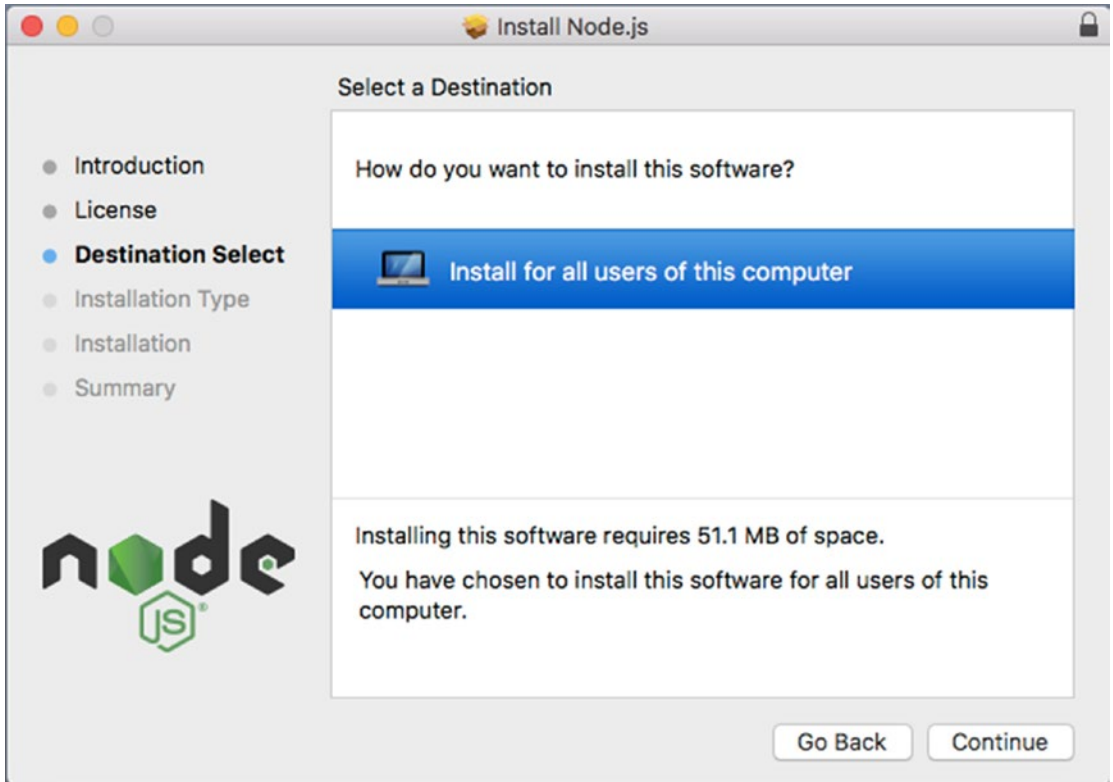 Install Node.js
Select a Destination
Introduction
License
Destination Select
Installation Type
Installation
Summary
How do you want to install this software?
Install for all users of this computer
Installing this software requires 51.1 MB of space.
You have chosen to install this software for all users of this
computer.
node
JS®
Go Back
Continue